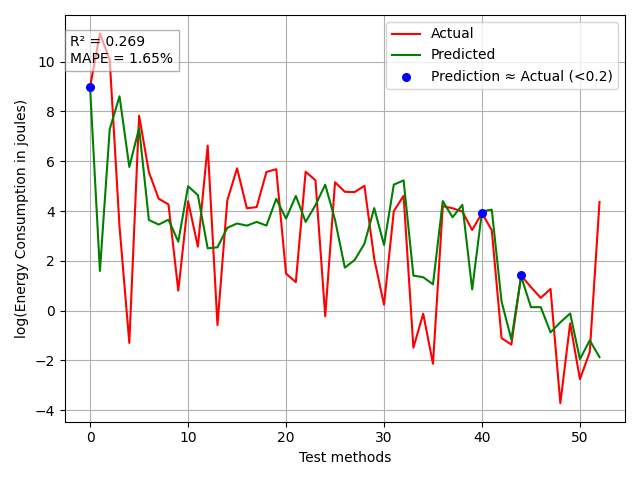 R² = 0.269
MAPE = 1.65%
Actual
Predicted
Prediction ≈ Actual (<0.2)
log(Energy Consumption in joules)
10
8
6
4
2
0
−2
−4
0
10
20
30
40
50
Test methods